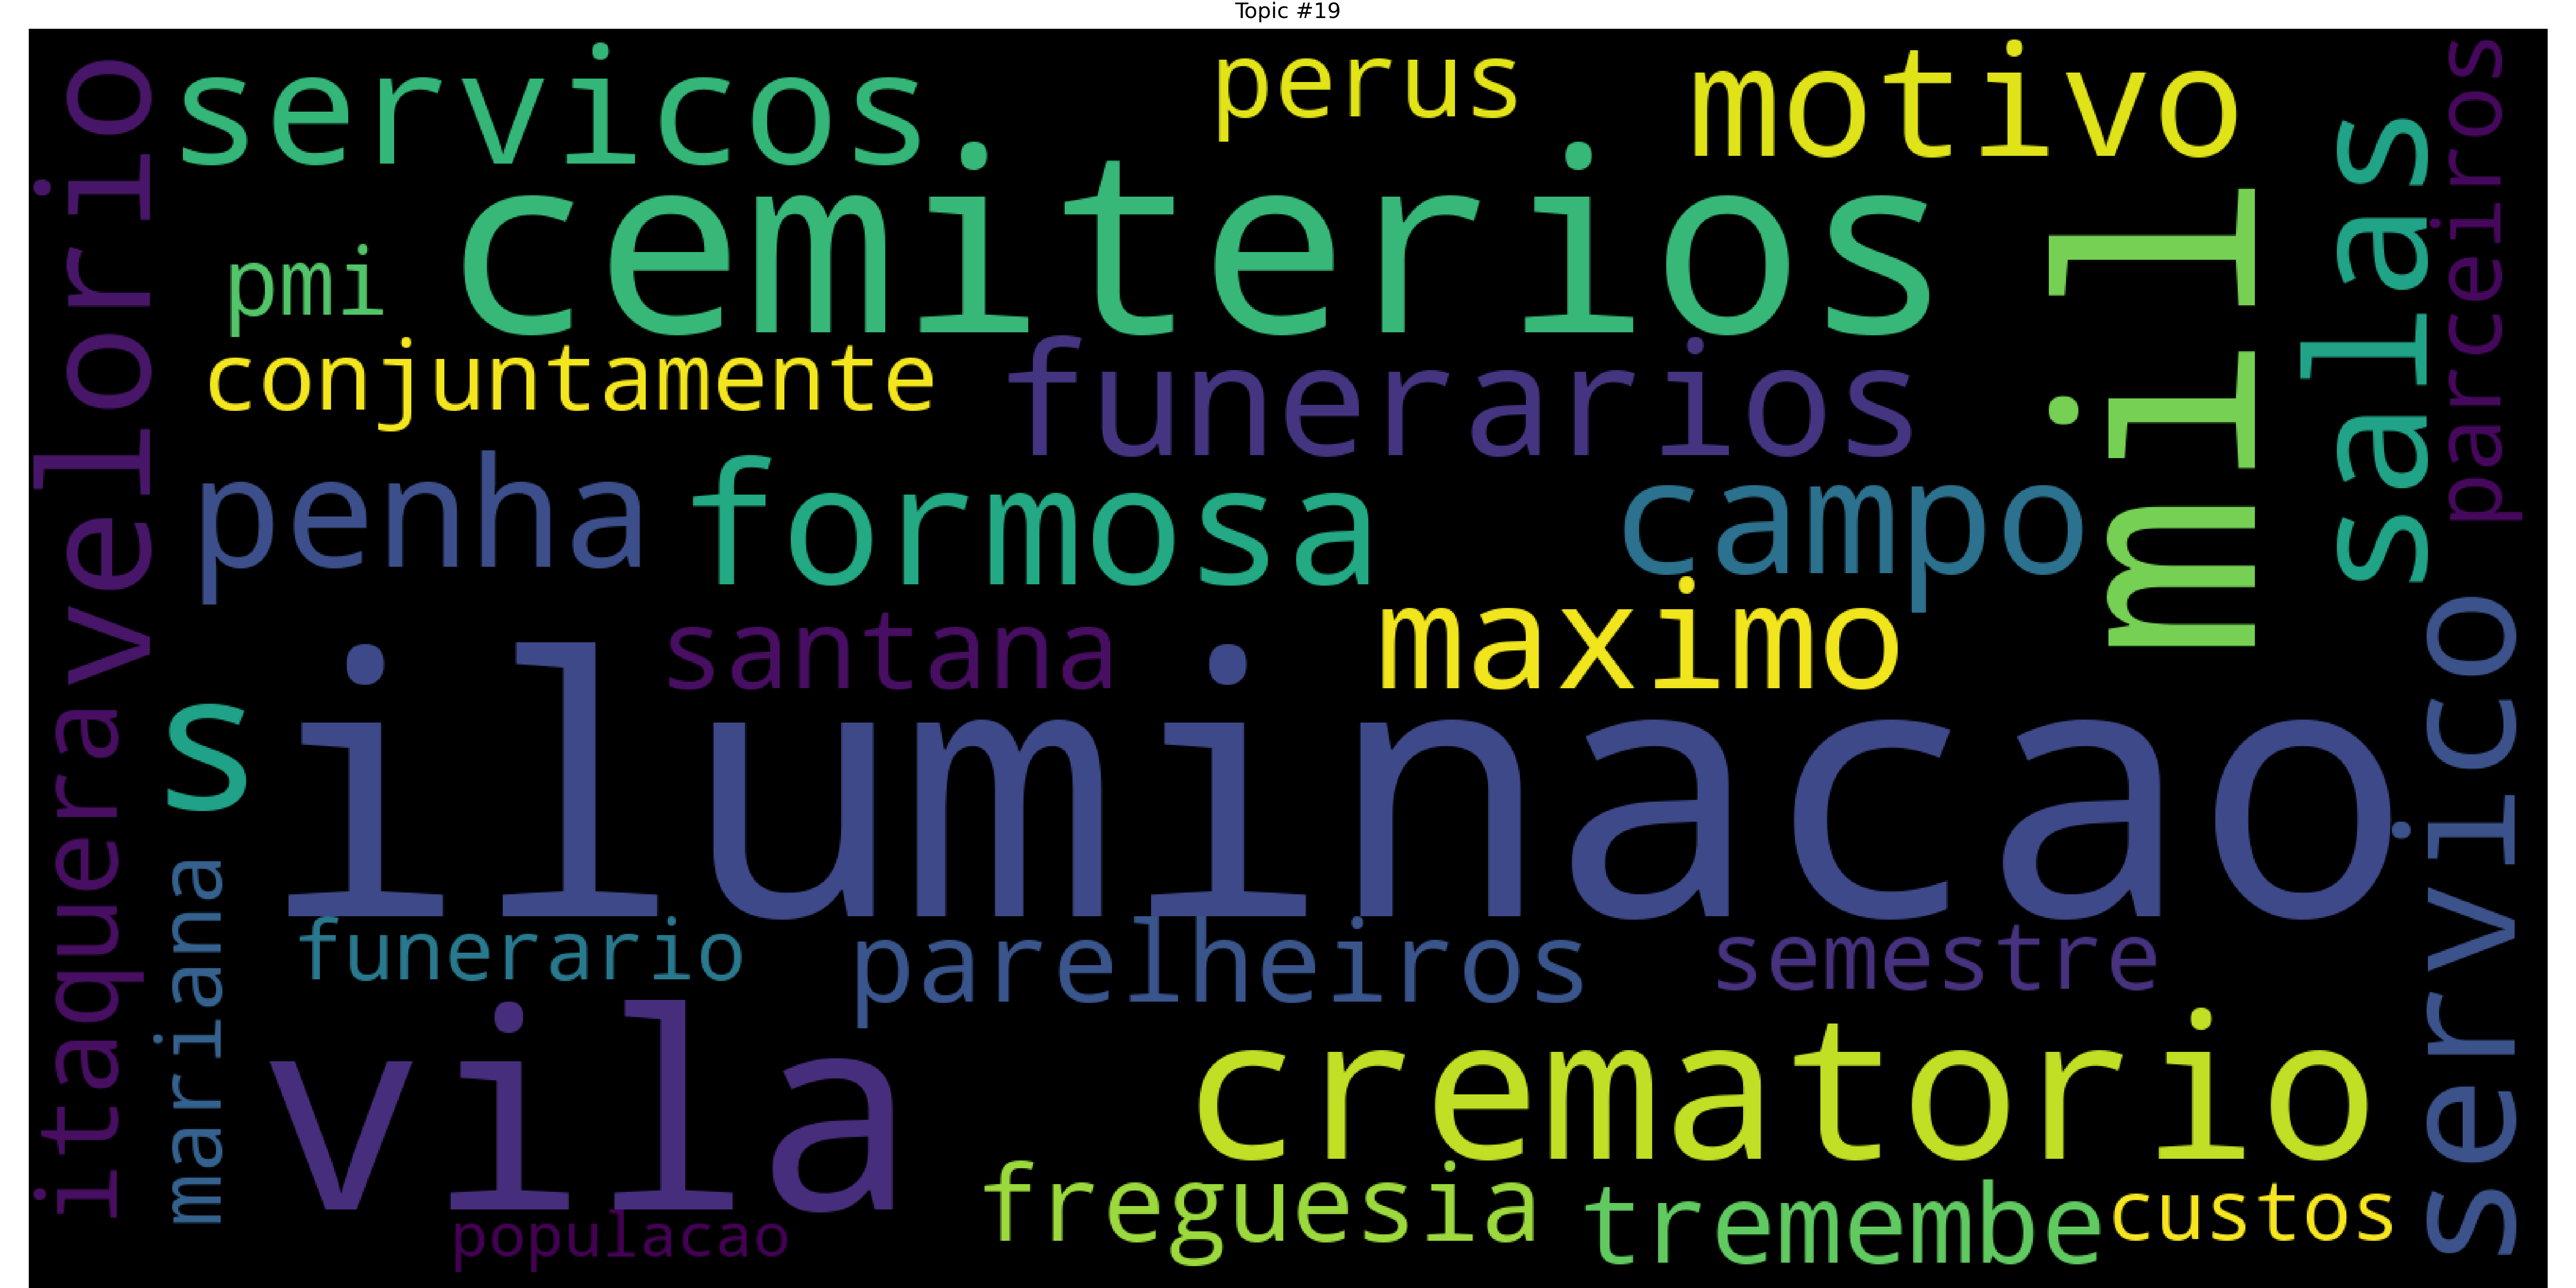 Topic #19
servicos
perus
motivo
cemiterios
pmi
mil
salas
parceiros
velorio
conjuntamente
funerarios
penha
formosa
campo
santana
maximo
s
iluminacao
servico
itaquera
mariana
funerario
parelheiros
semestre
vila
crematorio
freguesia
tremembe
custos
populacao